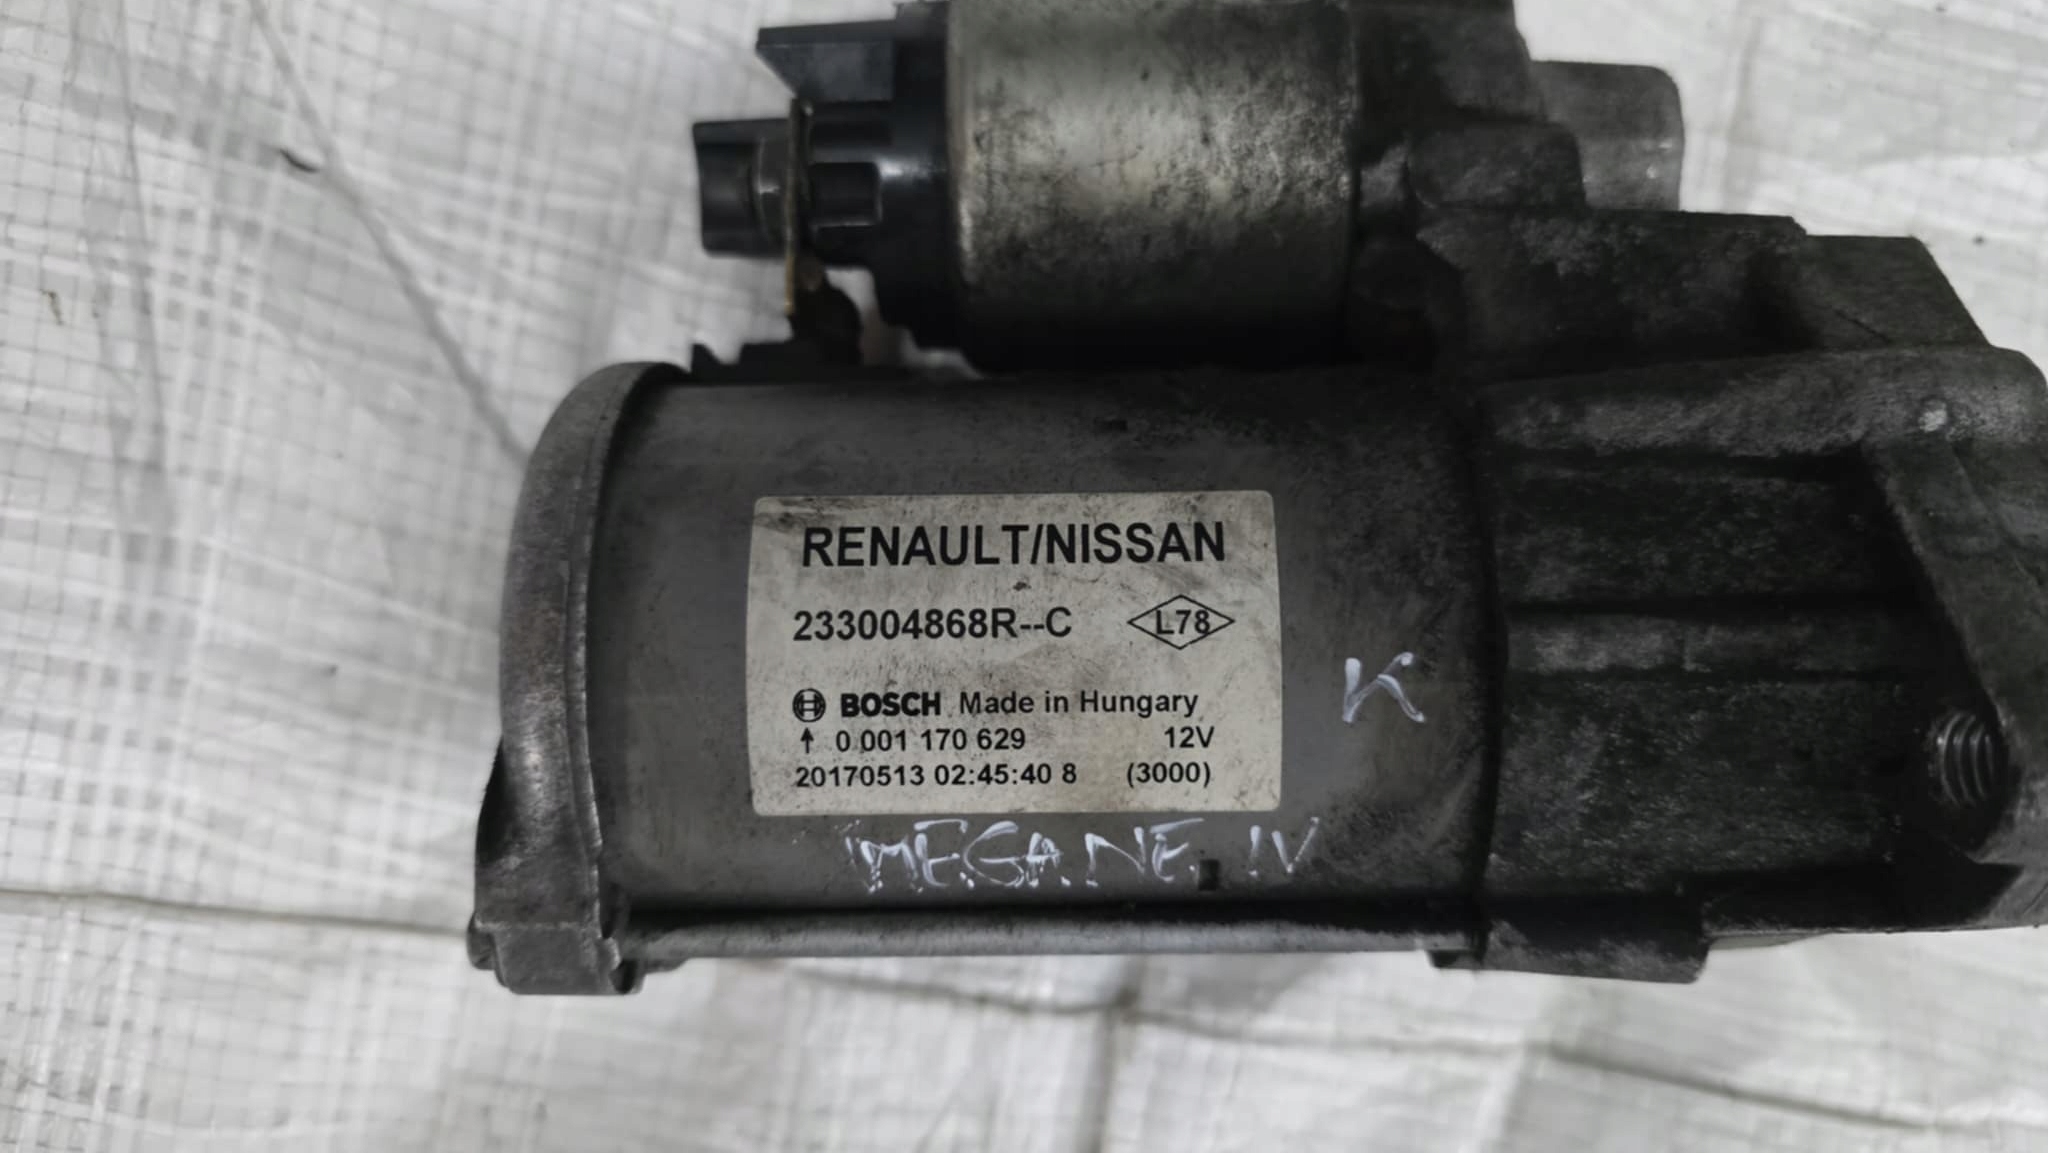 RENAULT/NISSAN
233004868R--C L78
BOSCH Made in Hungary
0 001 170 629 12V
20170513 02:45:40 8 (3000)
K
MEGANE IV